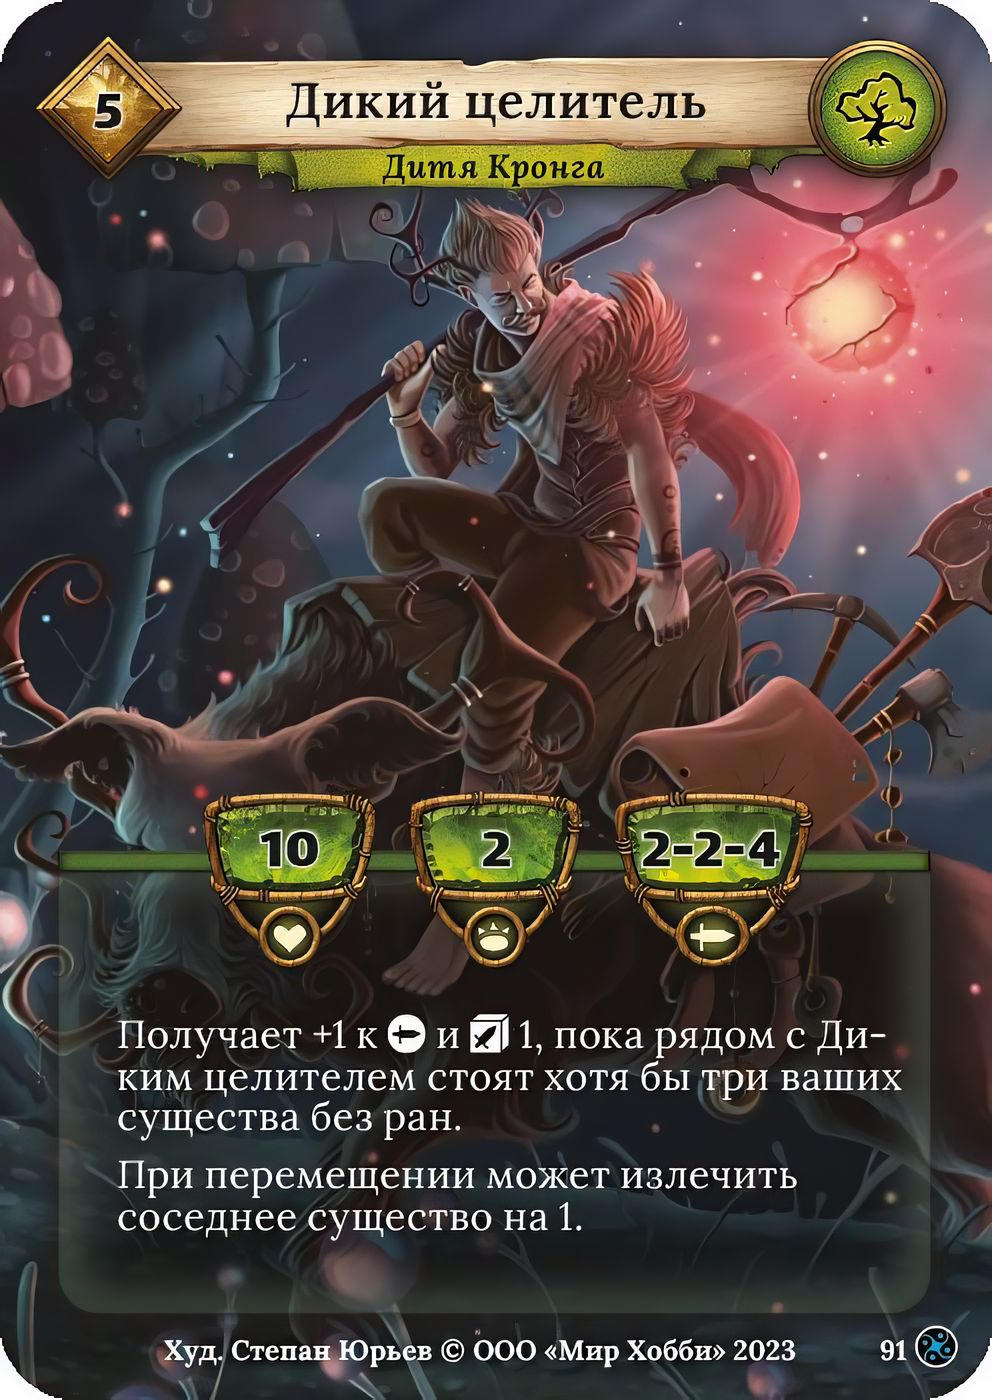 5
Дикий целитель
Дитя Кронга
10
2
2-2-4
Получает +1 к и 1, пока рядом с Ди-
ким целителем стоят хотя бы три ваших
существа без ран.
При перемещении может излечить
соседнее существо на 1.
Худ. Степан Юрьев © ООО «Мир Хобби» 2023
91